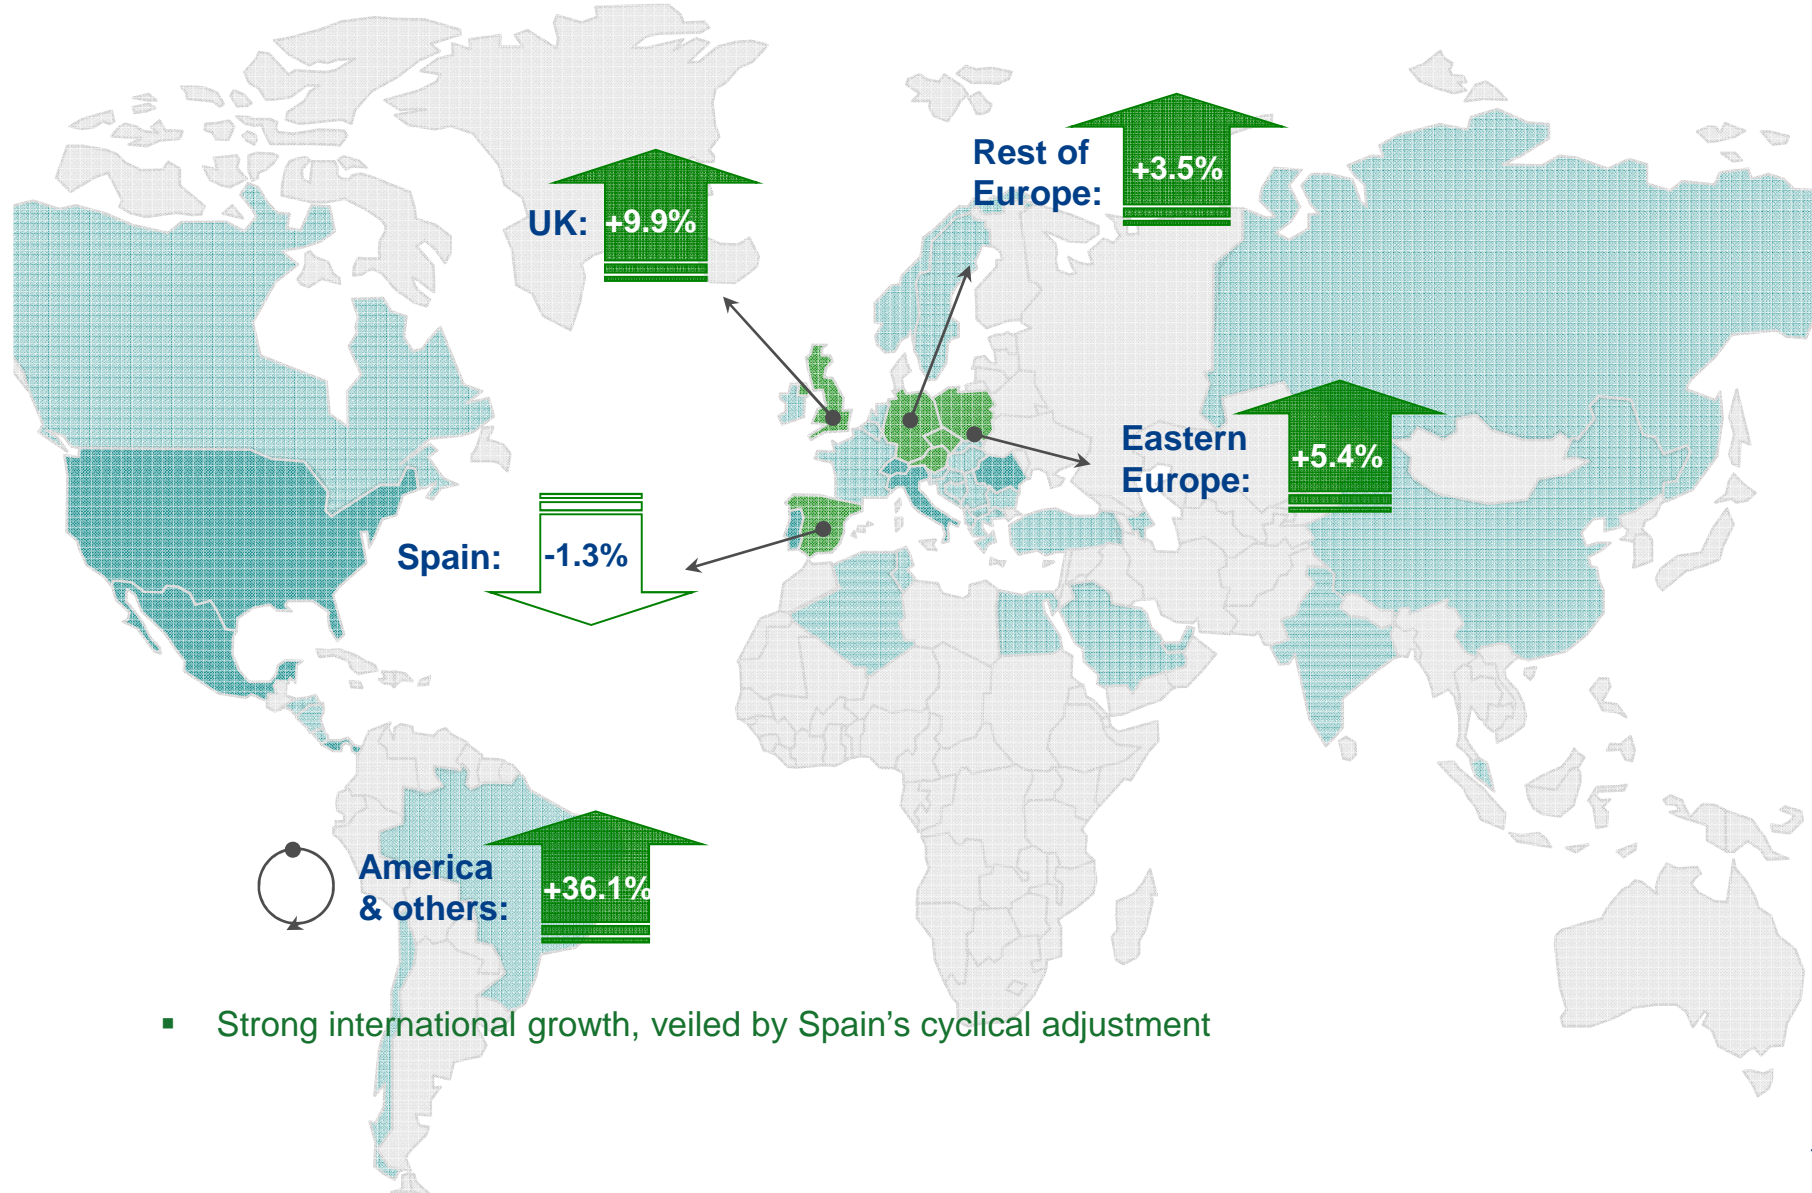 Rest of
Europe:
+3.5%
UK:
+9.9%
Eastern
Europe:
+5.4%
Spain:
-1.3%
America
& others:
+36.1%
▪ Strong international growth, veiled by Spain’s cyclical adjustment